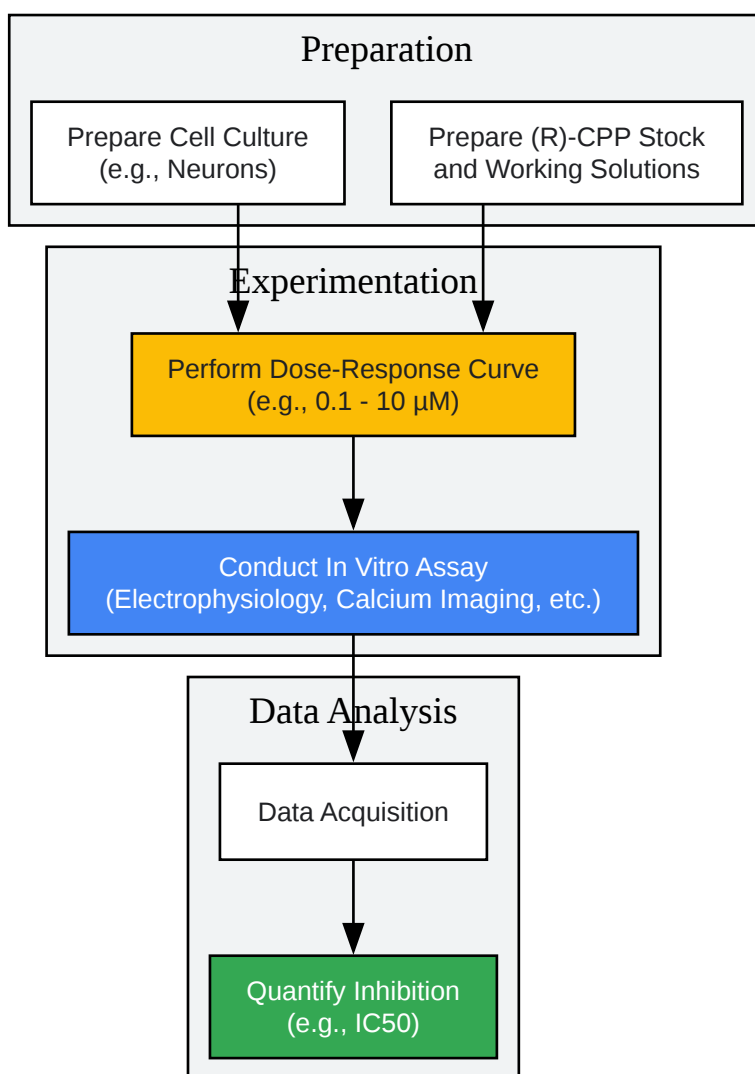 Preparation
Prepare Cell Culture
(e.g., Neurons)
Prepare (R)-CPP Stock
and Working Solutions
Experimentation
Perform Dose-Response Curve
(e.g., 0.1 - 10 µM)
Conduct In Vitro Assay
(Electrophysiology, Calcium Imaging, etc.)
Data Analysis
Data Acquisition
Quantify Inhibition
(e.g., IC50)